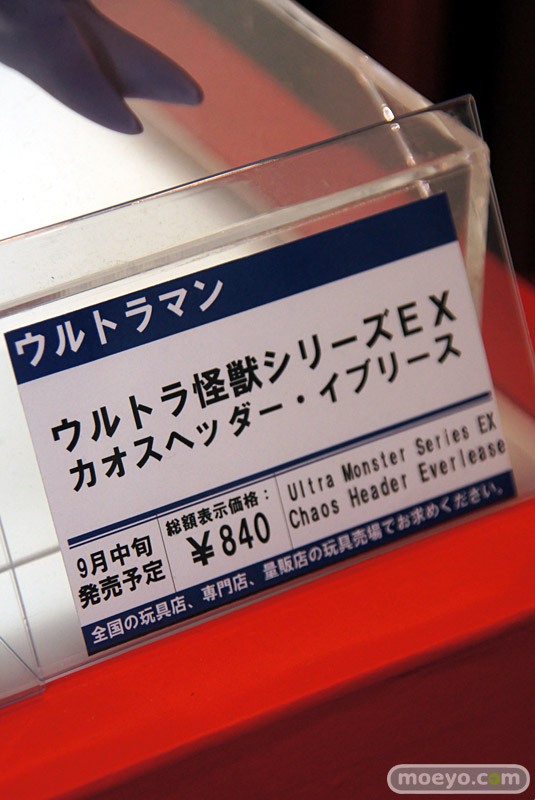 ウルトラマン
ウルトラ怪獣シリーズEX
カオスヘッダー・イブリース
9月中旬
発売予定
総額表示価格：
￥840
Ultra Monster Series EX
Chaos Header Everlease
全国の玩具店、専門店、量販店の玩具売場でお求めください。
moeyo.com